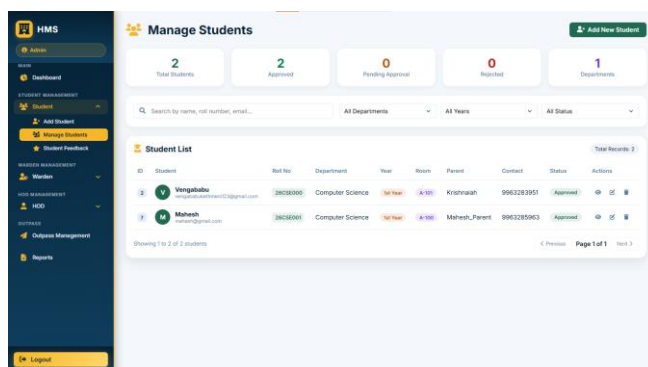 HMS
Admin
MAIN
Dashboard
STUDENT MANAGEMENT
Student
Add Student
Manage Students
Student Feedback
WARDEN MANAGEMENT
Warden
HOD MANAGEMENT
HOD
OUTPASS
Outpass Management
Reports
Logout
Manage Students
Add New Student
2 2 0 0 1
Total Students Approved Pending Approval Rejected Departments
Search by name, roll number, email... All Departments All Years All Status
Student List Total Records: 2
ID Student Roll No Department Year Room Parent Contact Status Actions
2 V Vengababu 26CSE000 Computer Science 1st Year A-101 Krishnaiah 9963283951 Approved
7 M Mahesh 26CSE001 Computer Science 1st Year A-100 Mahesh_Parent 9963285963 Approved
mahesh@gmail.com
Showing 1 to 2 of 2 students Previous Page 1 of 1 Next